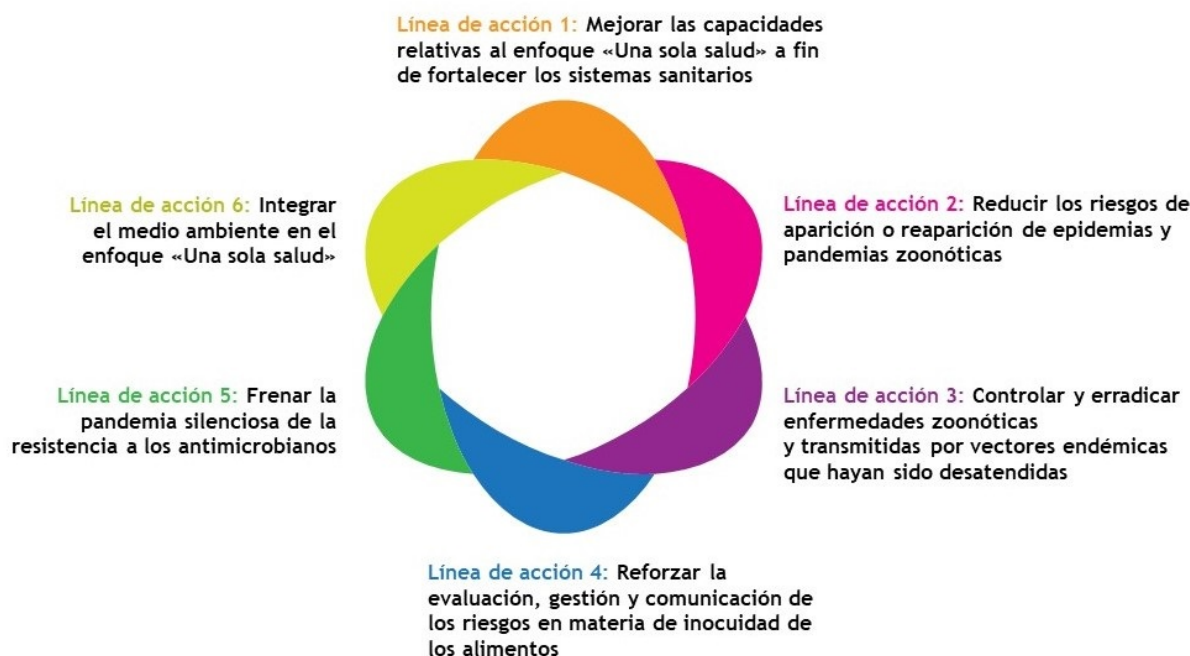 Línea de acción 1: Mejorar las capacidades
relativas al enfoque «Una sola salud» a fin
de fortalecer los sistemas sanitarios
Línea de acción 2: Reducir los riesgos de
aparición o reaparición de epidemias y
pandemias zoonóticas
Línea de acción 3: Controlar y erradicar
enfermedades zoonóticas
y transmitidas por vectores endémicas
que hayan sido desatendidas
Línea de acción 4: Reforzar la
evaluación, gestión y comunicación de
los riesgos en materia de inocuidad de
los alimentos
Línea de acción 5: Frenar la
pandemia silenciosa de la
resistencia a los antimicrobianos
Línea de acción 6: Integrar
el medio ambiente en el
enfoque «Una sola salud»